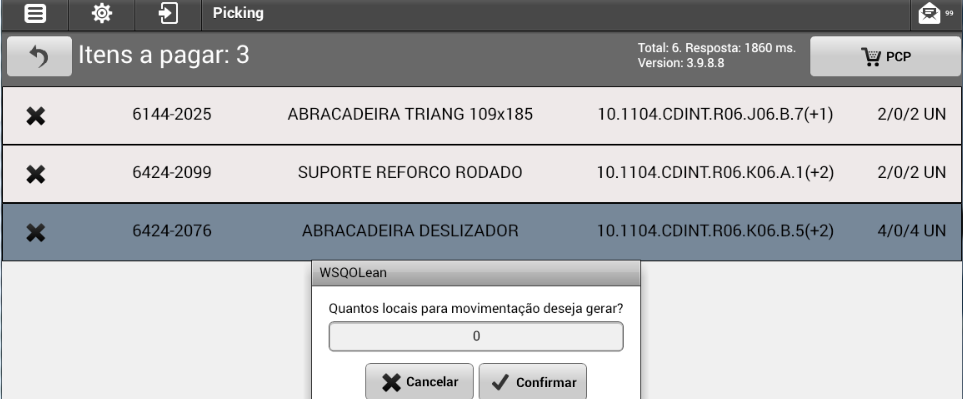 Picking
99
Itens a pagar: 3
Total: 6. Resposta: 1860 ms.
Version: 3.9.8.8
PCP
6144-2025 ABRACADEIRA TRIANG 109x185 10.1104.CDINT.R06.J06.B.7(+1) 2/0/2 UN
6424-2099 SUPORTE REFORCO RODADO 10.1104.CDINT.R06.K06.A.1(+2) 2/0/2 UN
6424-2076 ABRACADEIRA DESLIZADOR 10.1104.CDINT.R06.K06.B.5(+2) 4/0/4 UN
WSQOLean
Quantos locais para movimentação deseja gerar?
0
Cancelar Confirmar